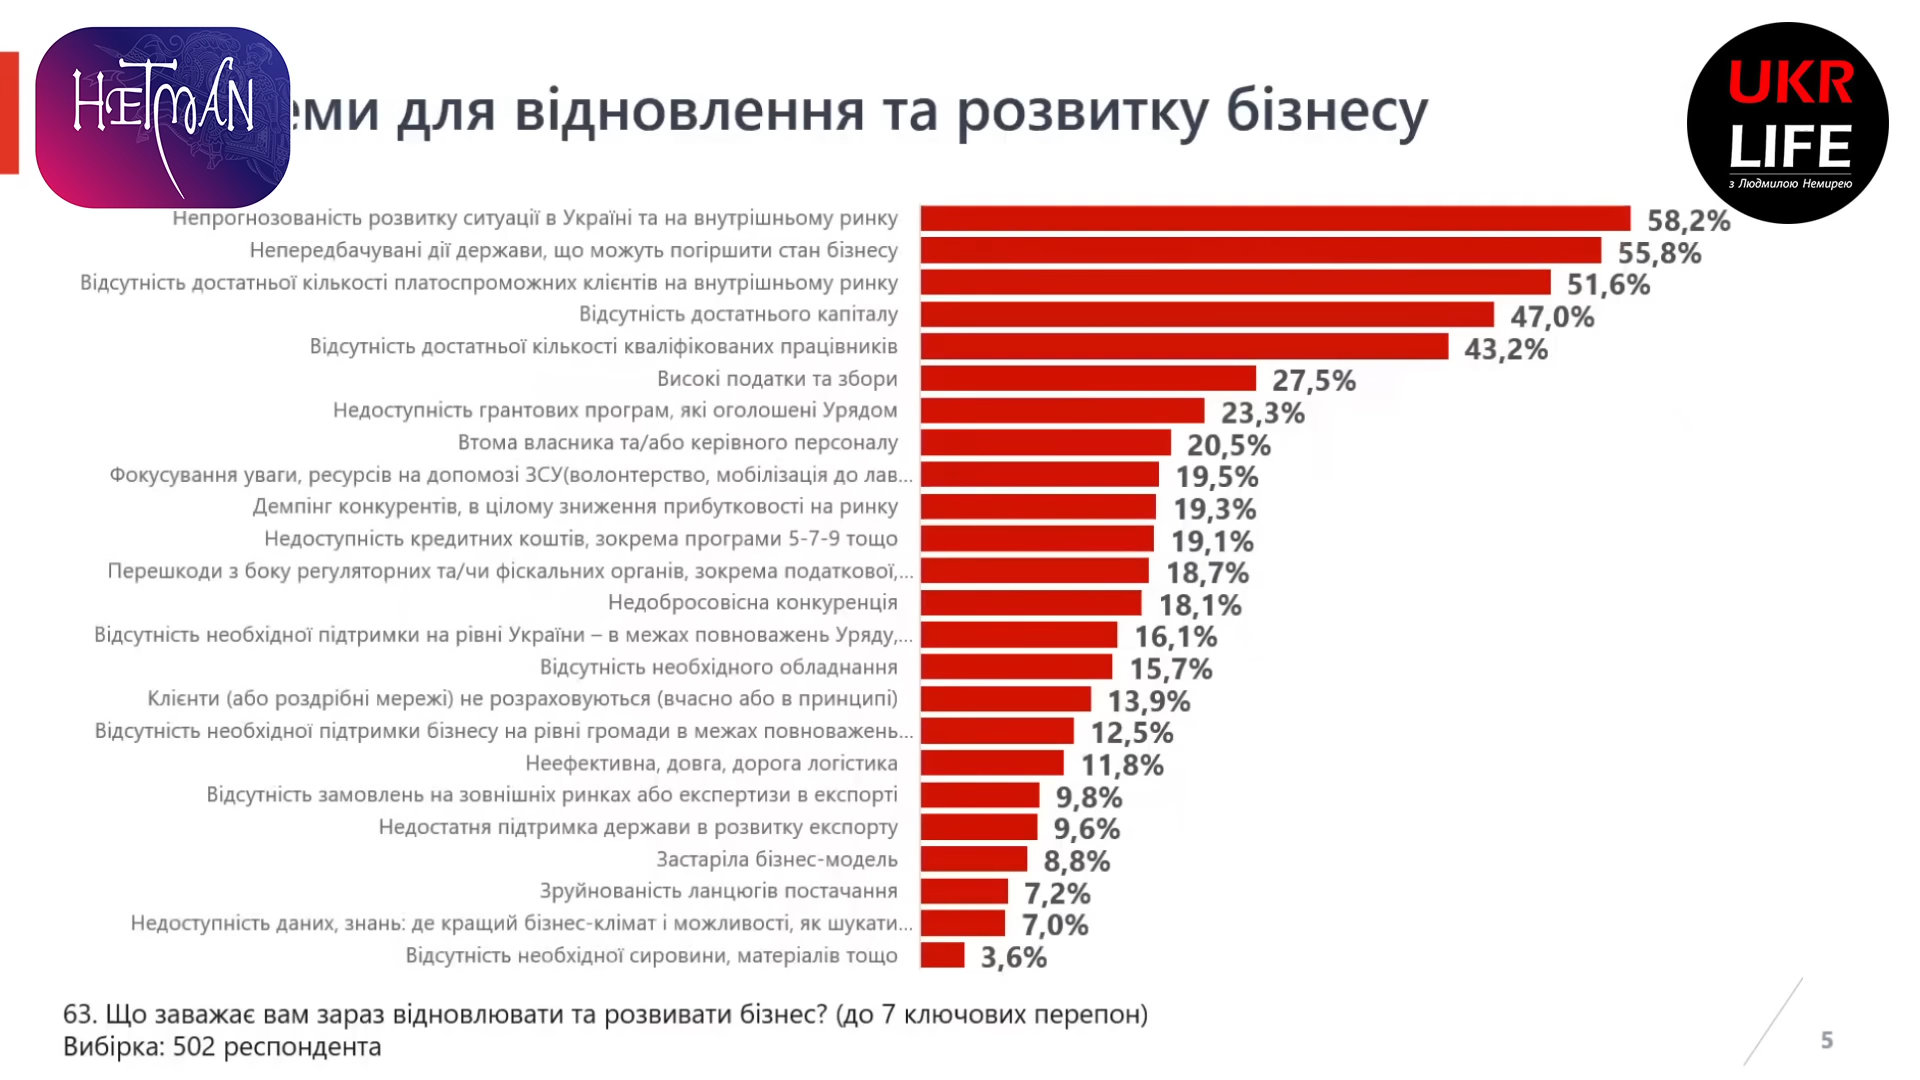 НЕТМАN
UKR
LIFE
з Людмилою Немирею
еми для відновлення та розвитку бізнесу
Непрогнозованість розвитку ситуації в Україні та на внутрішньому ринку 58,2%
Непередбачувані дії держави, що можуть погіршити стан бізнесу 55,8%
Відсутність достатньої кількості платоспроможних клієнтів на внутрішньому ринку 51,6%
Відсутність достатнього капіталу 47,0%
Відсутність достатньої кількості кваліфікованих працівників 43,2%
Високі податки та збори 27,5%
Недоступність грантових програм, які оголошені Урядом 23,3%
Втома власника та/або керівного персоналу 20,5%
Фокусування уваги, ресурсів на допомозі ЗСУ(волонтерство, мобілізація до лав... 19,5%
Демпінг конкурентів, в цілому зниження прибутковості на ринку 19,3%
Недоступність кредитних коштів, зокрема програми 5-7-9 тощо 19,1%
Перешкоди з боку регуляторних та/чи фіскальних органів, зокрема податкової,... 18,7%
Недобросовісна конкуренція 18,1%
Відсутність необхідної підтримки на рівні України – в межах повноважень Уряду,... 16,1%
Відсутність необхідного обладнання 15,7%
Клієнти (або роздрібні мережі) не розраховуються (вчасно або в принципі) 13,9%
Відсутність необхідної підтримки бізнесу на рівні громади в межах повноважень... 12,5%
Неефективна, довга, дорога логістика 11,8%
Відсутність замовлень на зовнішніх ринках або експертизи в експорті 9,8%
Недостатня підтримка держави в розвитку експорту 9,6%
Застаріла бізнес-модель 8,8%
Зруйнованість ланцюгів постачання 7,2%
Недоступність даних, знань: де кращий бізнес-клімат і можливості, як шукати... 7,0%
Відсутність необхідної сировини, матеріалів тощо 3,6%
63. Що заважає вам зараз відновлювати та розвивати бізнес? (до 7 ключових перепон)
Вибірка: 502 респондента
5